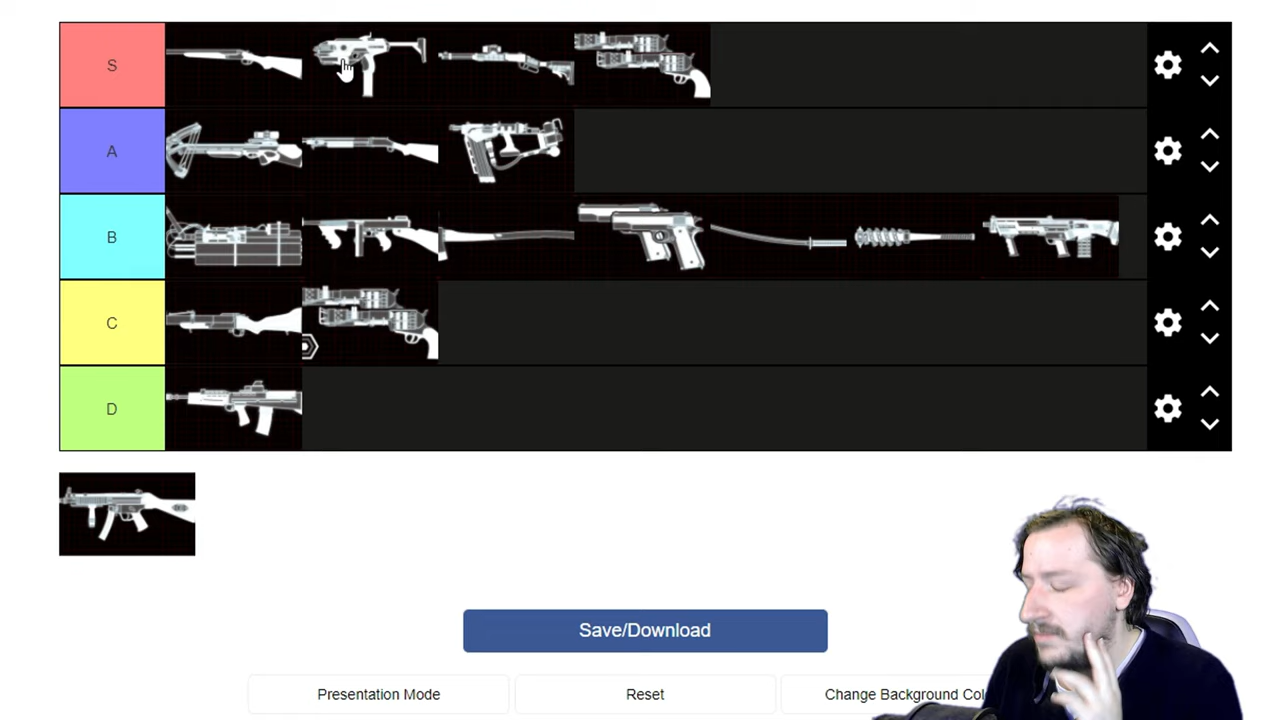 S
A
B
C
D
Save/Download
Presentation Mode
Reset
Change Background Col